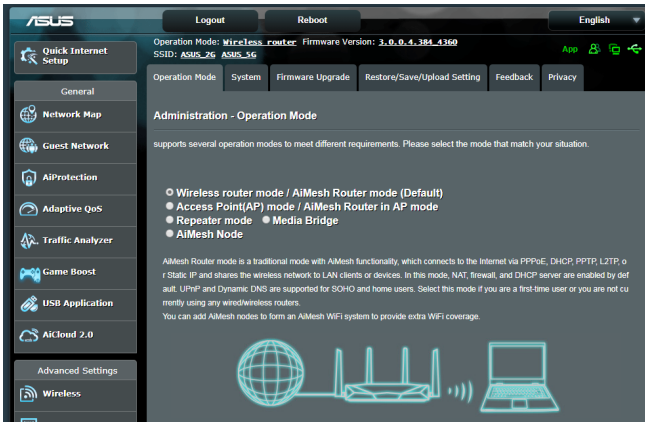 ASUS
Logout
Reboot
English
Operation Mode: Wireless router Firmware Version: 3.0.0.4.384_4360
SSID: ASUS_2G ASUS_5G
App
Quick Internet
Setup
General
Network Map
Guest Network
AiProtection
Adaptive QoS
Traffic Analyzer
Game Boost
USB Application
AiCloud 2.0
Advanced Settings
Wireless
Operation Mode System Firmware Upgrade Restore/Save/Upload Setting Feedback Privacy
Administration - Operation Mode
supports several operation modes to meet different requirements. Please select the mode that match your situation.
Wireless router mode / AiMesh Router mode (Default)
Access Point(AP) mode / AiMesh Router in AP mode
Repeater mode Media Bridge
AiMesh Node
AiMesh Router mode is a traditional mode with AiMesh functionality, which connects to the Internet via PPPoE, DHCP, PPTP, L2TP, o
r Static IP and shares the wireless network to LAN clients or devices. In this mode, NAT, firewall, and DHCP server are enabled by def
ault. UPnP and Dynamic DNS are supported for SOHO and home users. Select this mode if you are a first-time user or you are not cu
rrently using any wired/wireless routers.
You can add AiMesh nodes to form an AiMesh WiFi system to provide extra WiFi coverage.